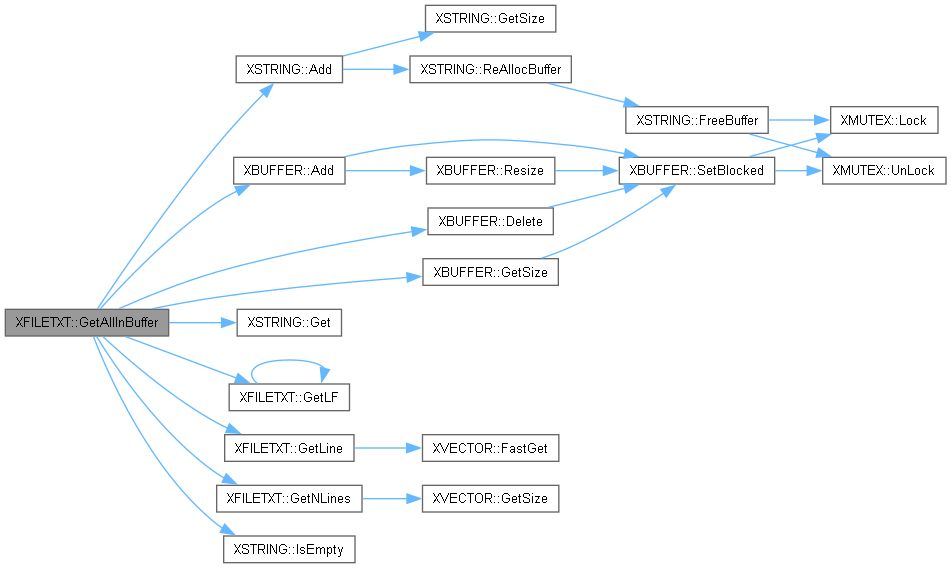 XSTRING::GetSize
XSTRING::Add
XSTRING::ReAllocBuffer
XSTRING::FreeBuffer
XMUTEX::Lock
XBUFFER::Add
XBUFFER::Resize
XBUFFER::SetBlocked
XMUTEX::UnLock
XBUFFER::Delete
XBUFFER::GetSize
XFILETXT::GetAllInBuffer
XSTRING::Get
XFILETXT::GetLF
XFILETXT::GetLine
XVECTOR::FastGet
XFILETXT::GetNLines
XVECTOR::GetSize
XSTRING::IsEmpty